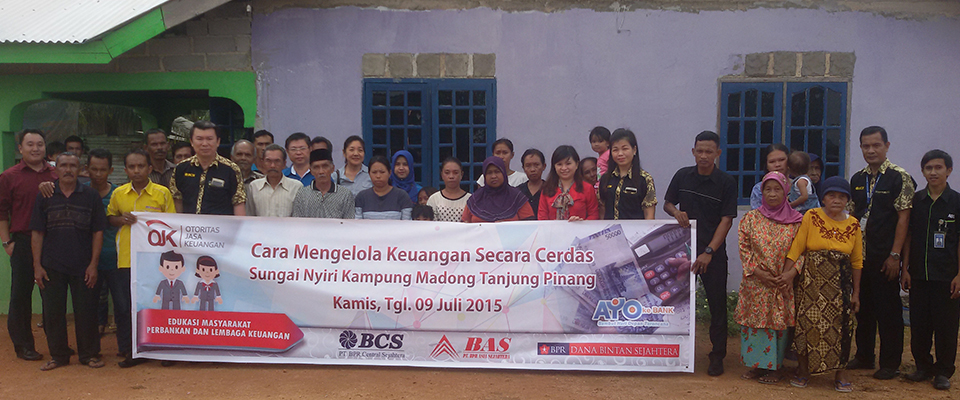 OJK
OTORITAS
JASA
KEUANGAN
Cara Mengelola Keuangan Secara Cerdas
Sungai Nyiri Kampung Madong Tanjung Pinang
Kamis, Tgl. 09 Juli 2015
50000
AYO ke BANK
EDUKASI MASYARAKAT
PERBANKAN DAN LEMBAGA KEUANGAN
BCS
PT BPR Central Sejahtera
BAS
BPR DANA BINTAN SEJAHTERA